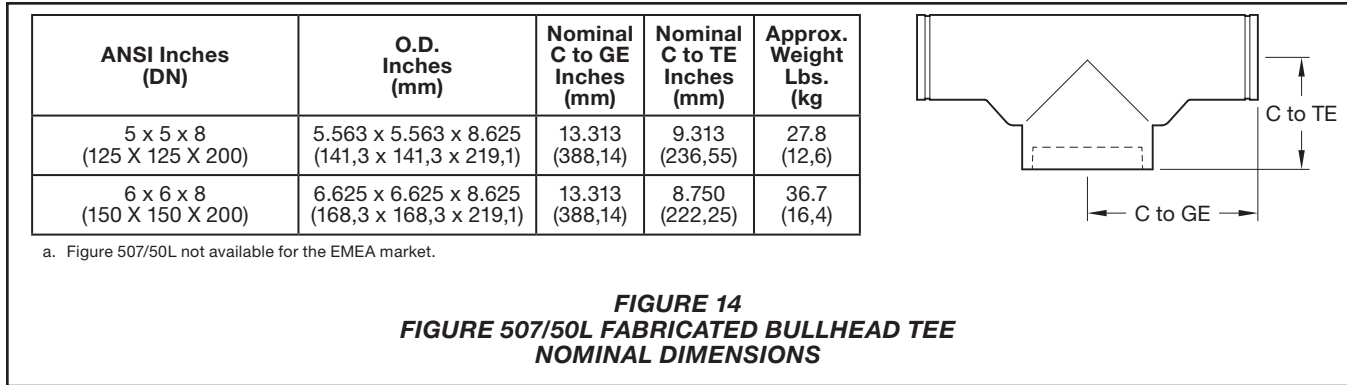 ANSI Inches
(DN)
O.D.
Inches
(mm)
Nominal
C to GE
Inches
(mm)
Nominal
C to TE
Inches
(mm)
Approx.
Weight
Lbs.
(kg
5 x 5 x 8
(125 X 125 X 200)
5.563 x 5.563 x 8.625
(141,3 x 141,3 x 219,1)
13.313
(388,14)
9.313
(236,55)
27.8
(12,6)
6 x 6 x 8
(150 X 150 X 200)
6.625 x 6.625 x 8.625
(168,3 x 168,3 x 219,1)
13.313
(388,14)
8.750
(222,25)
36.7
(16,4)
C to TE
C to GE
a. Figure 507/50L not available for the EMEA market.
FIGURE 14
FIGURE 507/50L FABRICATED BULLHEAD TEE
NOMINAL DIMENSIONS